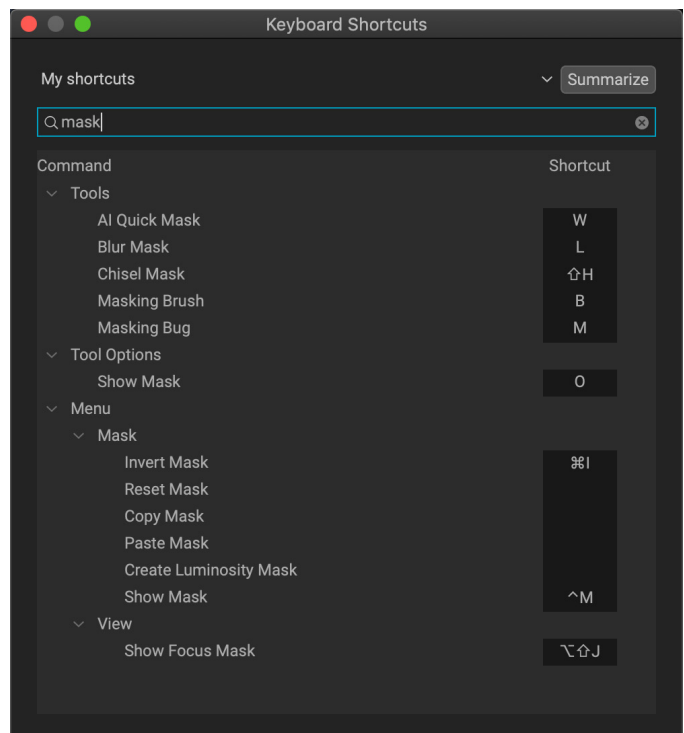 Keyboard Shortcuts
My shortcuts Summarize
mask
Command Shortcut
Tools
AI Quick Mask W
Blur Mask L
Chisel Mask ⇧H
Masking Brush B
Masking Bug M
Tool Options
Show Mask O
Menu
Mask
Invert Mask ⌘I
Reset Mask
Copy Mask
Paste Mask
Create Luminosity Mask
Show Mask ^M
View
Show Focus Mask ⌥⇧J